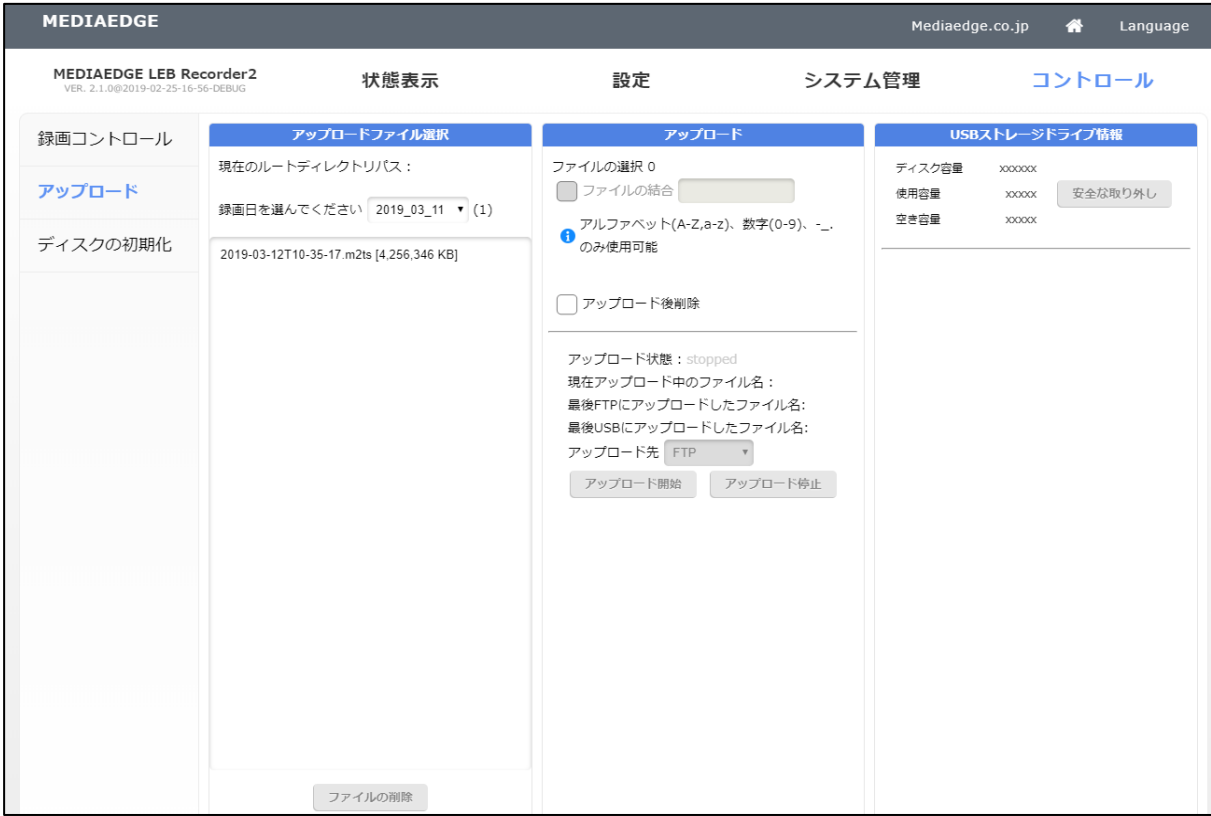 MEDIAEDGE
Mediaedge.co.jp
Language
MEDIAEDGE LEB Recorder2
VER. 2.1.0@2019-02-25-16-56-DEBUG
状態表示
設定
システム管理
コントロール
録画コントロール
アップロード
ディスクの初期化
アップロードファイル選択
現在のルートディレクトリパス：
録画日を選んでください 2019_03_11 (1)
2019-03-12T10-35-17.m2ts [4,256,346 KB]
ファイルの削除
アップロード
ファイルの選択 0
ファイルの結合
アルファベット(A-Z,a-z)、数字(0-9)、-_.
のみ使用可能
アップロード後削除
アップロード状態：stopped
現在アップロード中のファイル名：
最後FTPにアップロードしたファイル名:
最後USBにアップロードしたファイル名:
アップロード先 FTP
アップロード開始 アップロード停止
USBストレージドライブ情報
ディスク容量 xxxxxx
使用容量 xxxxx 安全な取り外し
空き容量 xxxxx